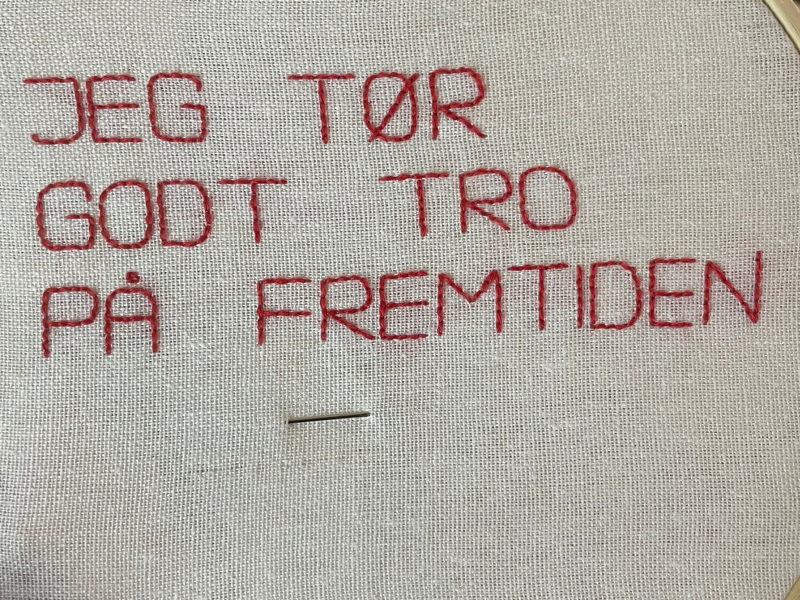 JEG TØR
GODT TRO
PÅ FREMTIDEN